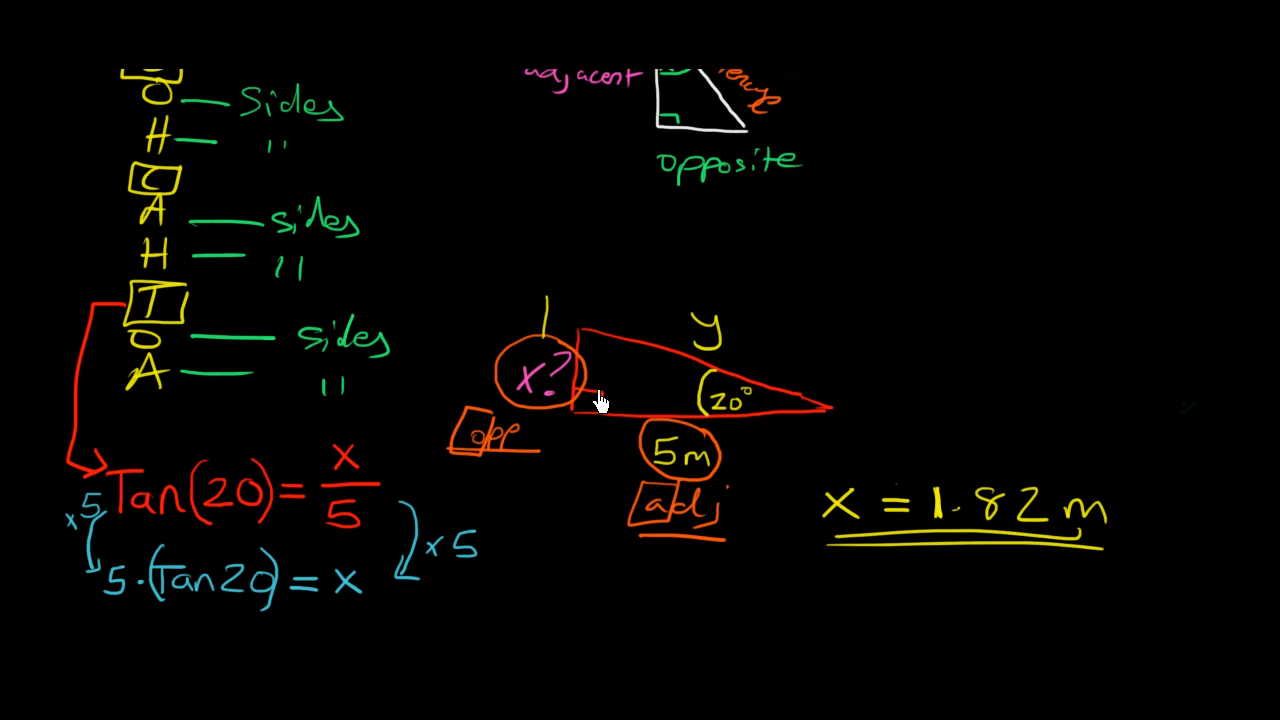 O — Sides
H — "
C
A — sides
H — "
T
O — sides
A — "
adjacent
opposite
y
x?
20°
opp
5m
adj
Tan(20) = x/5
x5
x5
5·(Tan20) = x
x = 1.82 m